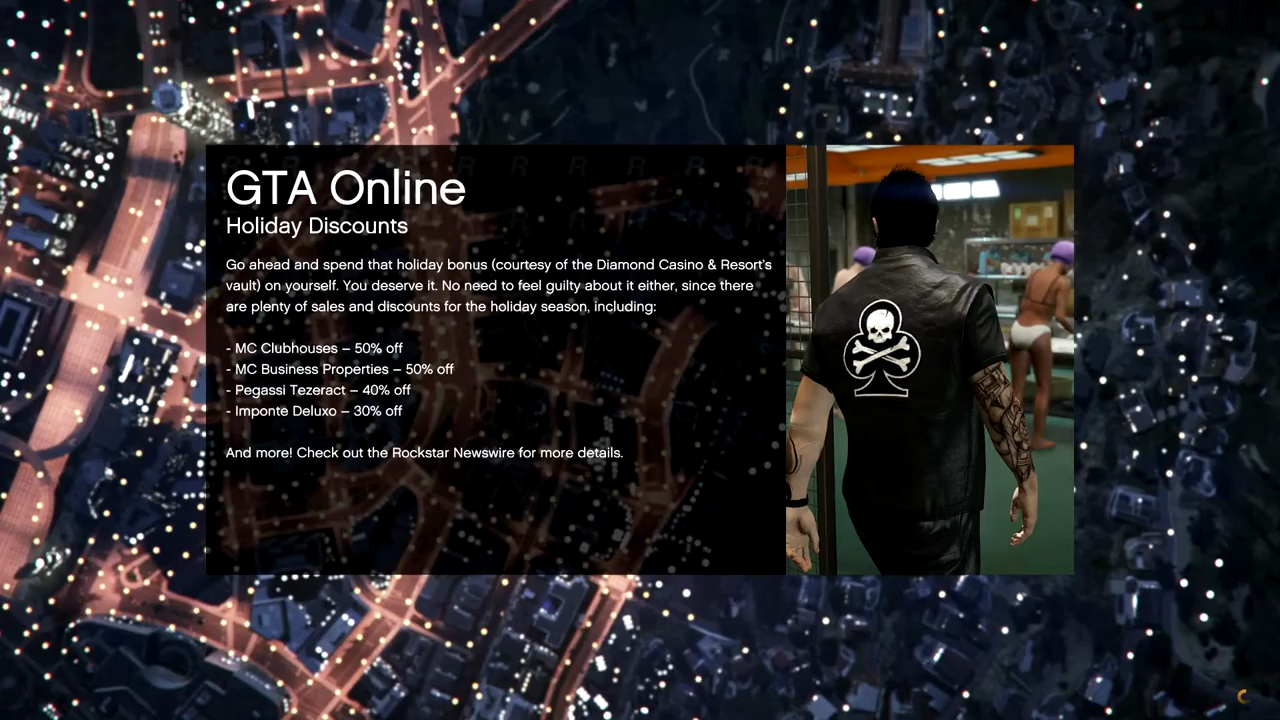 GTA Online
Holiday Discounts
Go ahead and spend that holiday bonus (courtesy of the Diamond Casino & Resort's
vault) on yourself. You deserve it. No need to feel guilty about it either, since there
are plenty of sales and discounts for the holiday season, including:
- MC Clubhouses – 50% off
- MC Business Properties – 50% off
- Pegassi Tezeract – 40% off
- Imponte Deluxo – 30% off
And more! Check out the Rockstar Newswire for more details.